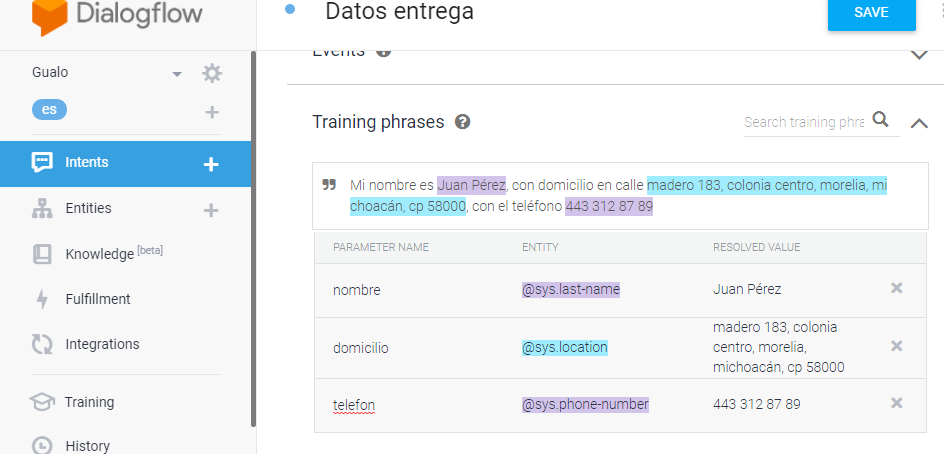 Dialogflow
Datos entrega
SAVE
Events
Gualo
es
Training phrases
Search training phra
Intents
Mi nombre es Juan Pérez, con domicilio en calle madero 183, colonia centro, morelia, mi
choacán, cp 58000, con el teléfono 443 312 87 89
Entities
PARAMETER NAME ENTITY RESOLVED VALUE
Knowledge [beta]
nombre @sys.last-name Juan Pérez
Fulfillment
madero 183, colonia
domicilio @sys.location centro, morelia,
michoacán, cp 58000
Integrations
Training
telefon @sys.phone-number 443 312 87 89
History